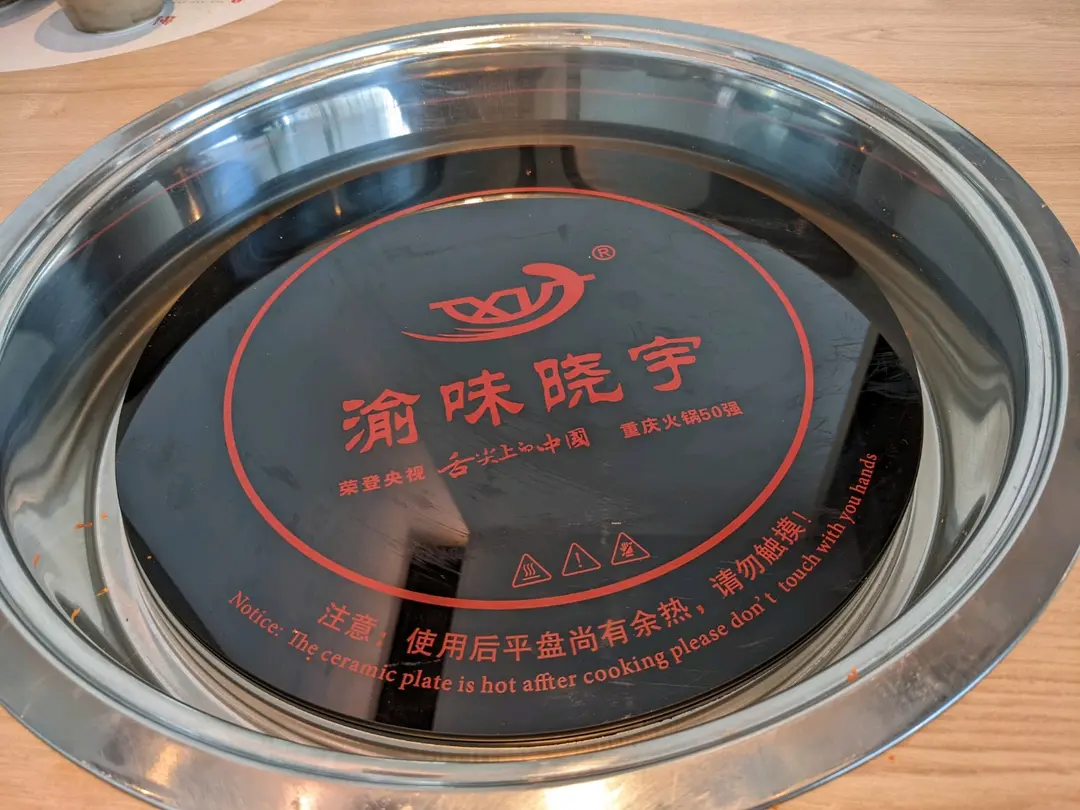 ®
渝味晓宇
荣登央视 舌尖上的中國 重庆火锅50强
注意：使用后平盘尚有余热，请勿触摸！
Notice: The ceramic plate is hot affter cooking please don't touch with you hands